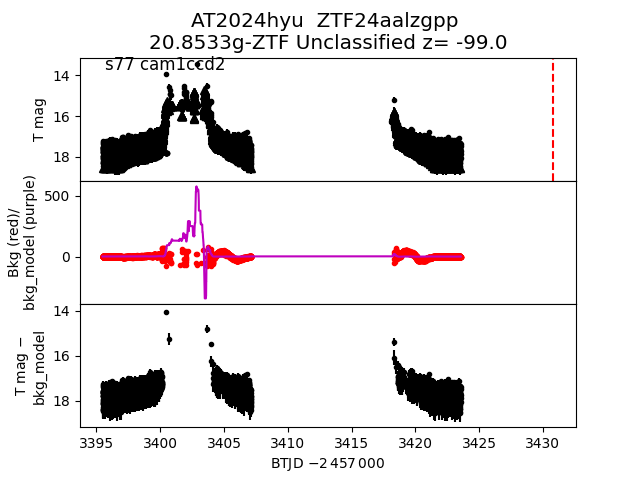 AT2024hyu  ZTF24aalzgpp
20.8533g-ZTF Unclassified z= -99.0
s77 cam1ccd2
14
16
18
T mag
500
0
Bkg (red)/
bkg_model (purple)
14
16
18
T mag −
bkg_model
3395 3400 3405 3410 3415 3420 3425 3430
BTJD −2 457 000